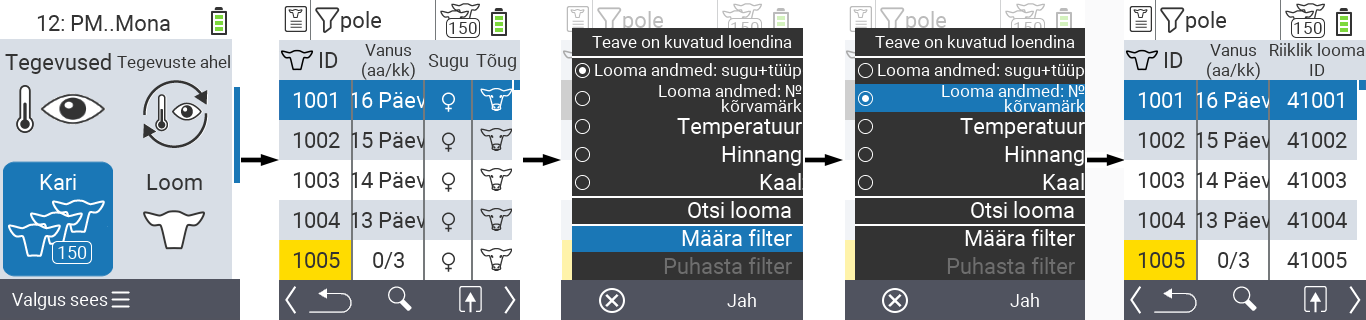 12: PM..Mona
Tegevused
Tegevuste ahel
Kari
150
Loom
Valgus sees
pole
150
ID
Vanus (aa/kk)
Sugu
Tõug
1001 16 Päev
1002 15 Päev
1003 14 Päev
1004 13 Päev
1005 0/3
pole
150
Teave on kuvatud loendina
Looma andmed: sugu+tüüp
Looma andmed: №
kõrvamärk
Temperatuur
Hinnang
Kaal
Otsi looma
Määra filter
Puhasta filter
Jah
pole
150
Teave on kuvatud loendina
Looma andmed: sugu+tüüp
Looma andmed: №
kõrvamärk
Temperatuur
Hinnang
Kaal
Otsi looma
Määra filter
Puhasta filter
Jah
pole
150
ID
Vanus (aa/kk)
Riiklik looma ID
1001 16 Päev 41001
1002 15 Päev 41002
1003 14 Päev 41003
1004 13 Päev 41004
1005 0/3 41005